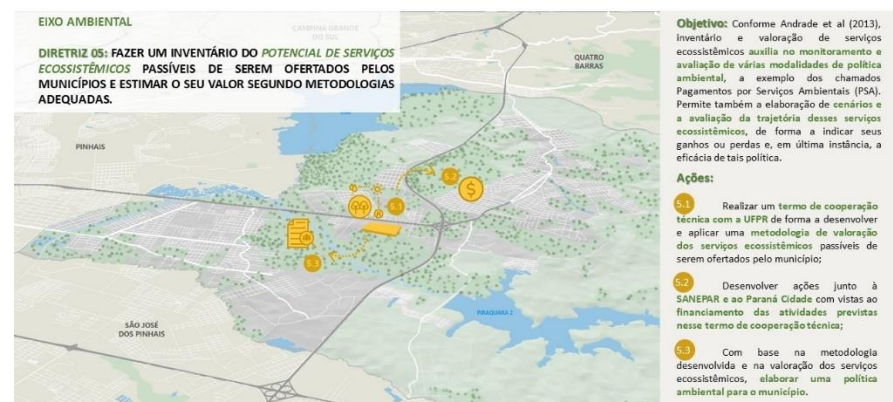 EIXO AMBIENTAL
DIRETRIZ 05: FAZER UM INVENTÁRIO DO POTENCIAL DE SERVIÇOS
ECOSSISTÊMICOS PASSÍVEIS DE SEREM OFERTADOS PELOS
MUNICÍPIOS E ESTIMAR O SEU VALOR SEGUNDO METODOLOGIAS
ADEQUADAS.
CAMPINA GRANDE
DO SUL
QUATRO
BARRAS
PINHAIS
5.2
$
5.1
5.3
PIRAQUARA 2
SÃO JOSÉ
DOS PINHAIS
Objetivo: Conforme Andrade et al (2013),
inventário e valoração de serviços
ecossistêmicos auxilia no monitoramento e
avaliação de várias modalidades de política
ambiental, a exemplo dos chamados
Pagamentos por Serviços Ambientais (PSA).
Permite também a elaboração de cenários e
a avaliação da trajetória desses serviços
ecossistêmicos, de forma a indicar seus
ganhos ou perdas e, em última instância, a
eficácia de tais política.
Ações:
5.1 Realizar um termo de cooperação
técnica com a UFPR de forma a desenvolver
e aplicar uma metodologia de valoração
dos serviços ecossistêmicos passíveis de
serem ofertados pelo município;
5.2 Desenvolver ações junto à
SANEPAR e ao Paraná Cidade com vistas ao
financiamento das atividades previstas
nesse termo de cooperação técnica;
5.3 Com base na metodologia
desenvolvida e na valoração dos serviços
ecossistêmicos, elaborar uma política
ambiental para o município.